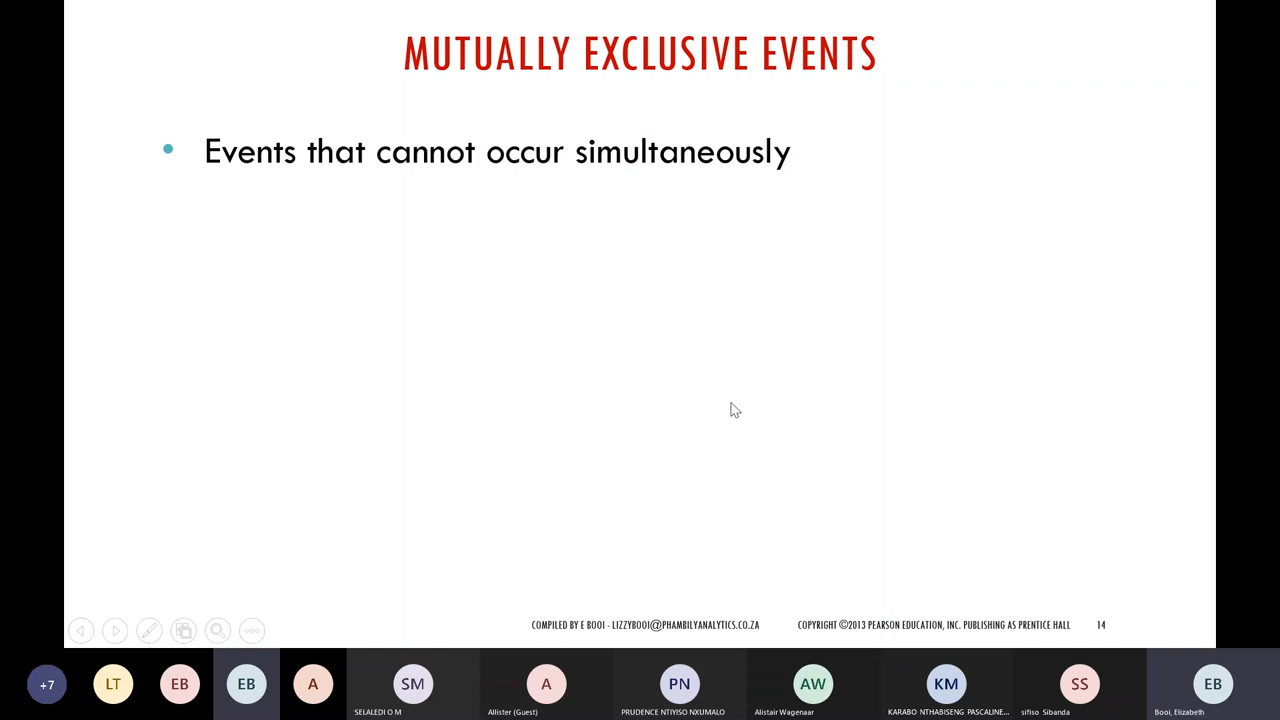 MUTUALLY EXCLUSIVE EVENTS
• Events that cannot occur simultaneously
COMPILED BY E BOOI - LIZZYBOOI@PHAMBILYANALYTICS.CO.ZA COPYRIGHT ©2013 PEARSON EDUCATION, INC. PUBLISHING AS PRENTICE HALL 14
+7 LT EB EB A SM A PN AW KM SS EB
SELALEDI O M Allister (Guest) PRUDENCE NTIYISO NXUMALO Alistair Wagenaar KARABO NTHABISENG PASCALINE... sifiso Sibanda Booi, Elizabeth